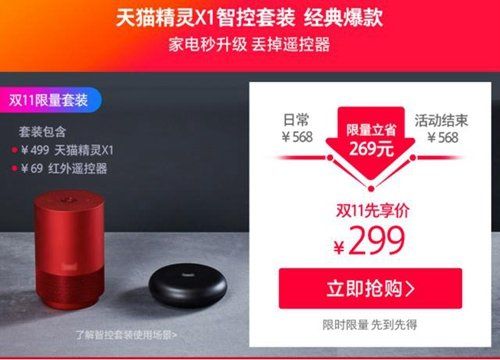 天猫精灵X1智控套装 经典爆款
家电秒升级 丢掉遥控器
双11限量套装
套装包含
●￥499 天猫精灵X1
●￥69 红外遥控器
了解智控套装使用场景>
日常
￥568
限量立省
269元
活动结束
￥568
双11先享价
￥299
立即抢购>
限时限量 先到先得